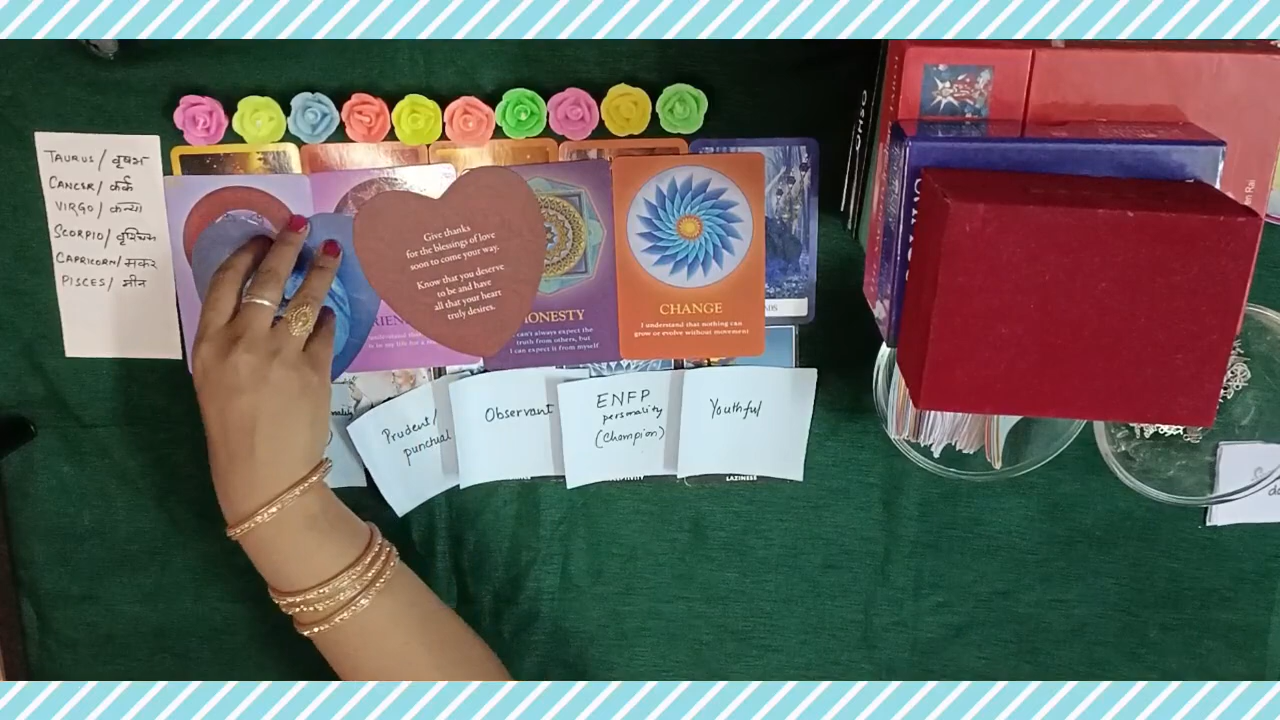 TAURUS / वृषभ
CANCER / कर्क
VIRGO / कन्या
SCORPIO / वृश्चिक
CAPRICORN / मकर
PISCES / मीन
Give thanks
for the blessings of love
soon to come your way.
Know that you deserve
to be and have
all that your heart
truly desires.
HONESTY
can't always expect the
truth from others, but
I can expect it from myself
CHANGE
I understand that nothing can
grow or evolve without movement
Prudent/
punctual
Observant
ENFP
personality
(Champion)
Youthful
LAZINESS
OSHO